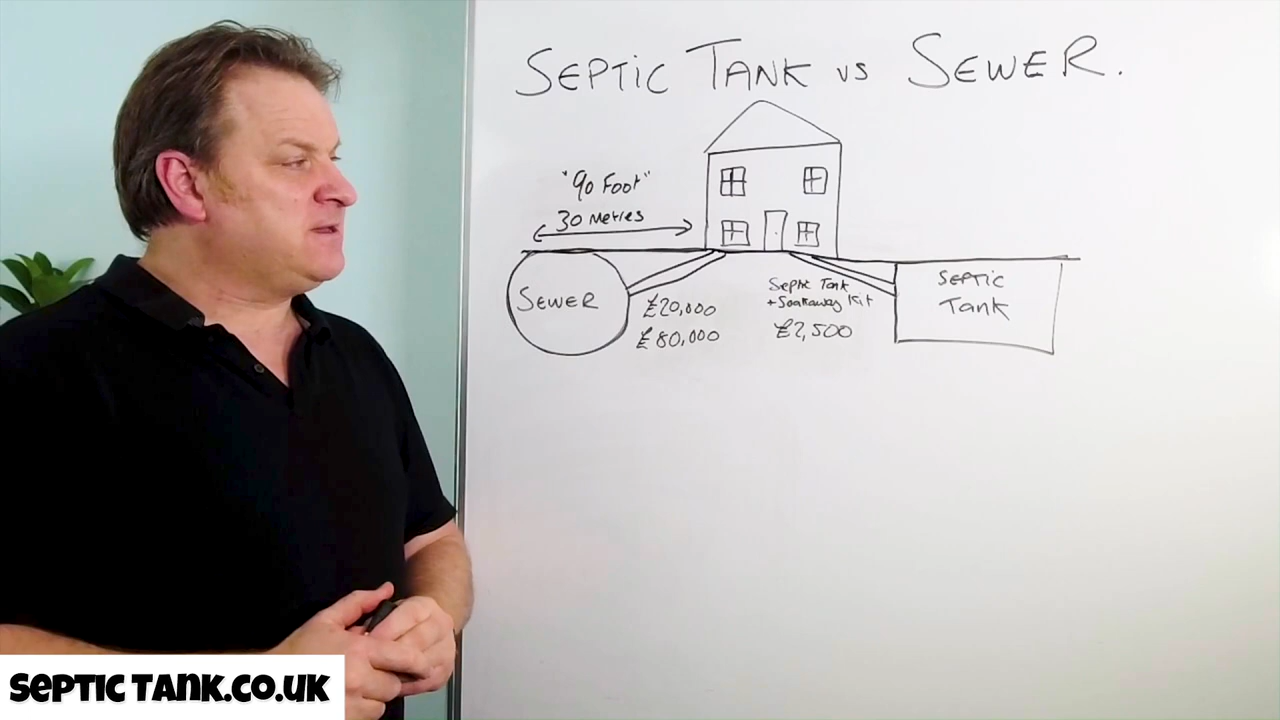 SEPTIC TANK vs SEWER.
"90 Foot"
30 Metres
SEWER
£20,000
£80,000
Septic Tank
+ Soakaway Kit
£2,500
SEPTIC
Tank
SEPTIC TANK.CO.UK